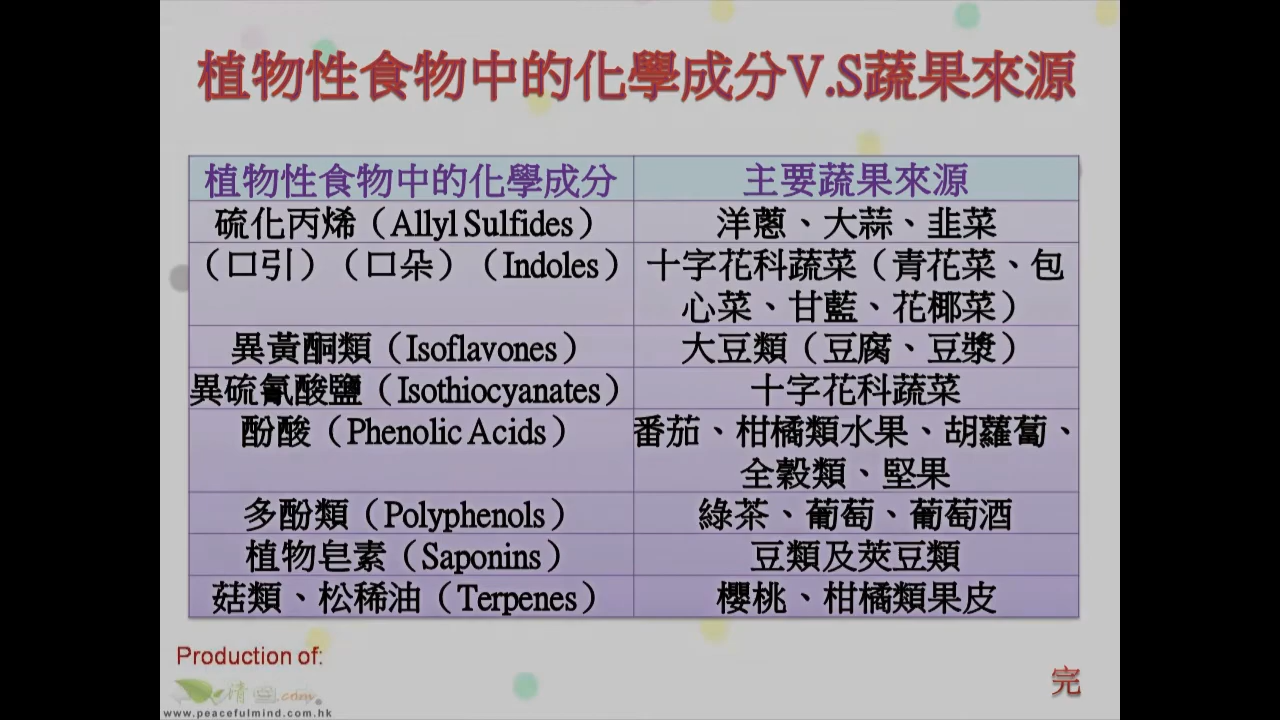 植物性食物中的化學成分V.S蔬果來源
植物性食物中的化學成分 主要蔬果來源
硫化丙烯（Allyl Sulfides） 洋蔥、大蒜、韭菜
（口引）（口朵）（Indoles） 十字花科蔬菜（青花菜、包
心菜、甘藍、花椰菜）
異黃酮類（Isoflavones） 大豆類（豆腐、豆漿）
異硫氰酸鹽（Isothiocyanates） 十字花科蔬菜
酚酸（Phenolic Acids） 番茄、柑橘類水果、胡蘿蔔、
全穀類、堅果
多酚類（Polyphenols） 綠茶、葡萄、葡萄酒
植物皂素（Saponins） 豆類及莢豆類
菇類、松稀油（Terpenes） 櫻桃、柑橘類果皮
Production of:
清
.com
www.peacefulmind.com.hk
完